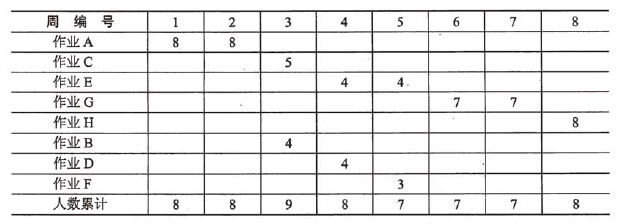 周 编 号 1 2 3 4 5 6 7 8
作业A 8 8
作业C 5
作业E 4 4
作业G 7 7
作业H 8
作业B 4
作业D 4
作业F 3
人数累计 8 8 9 8 7 7 7 8